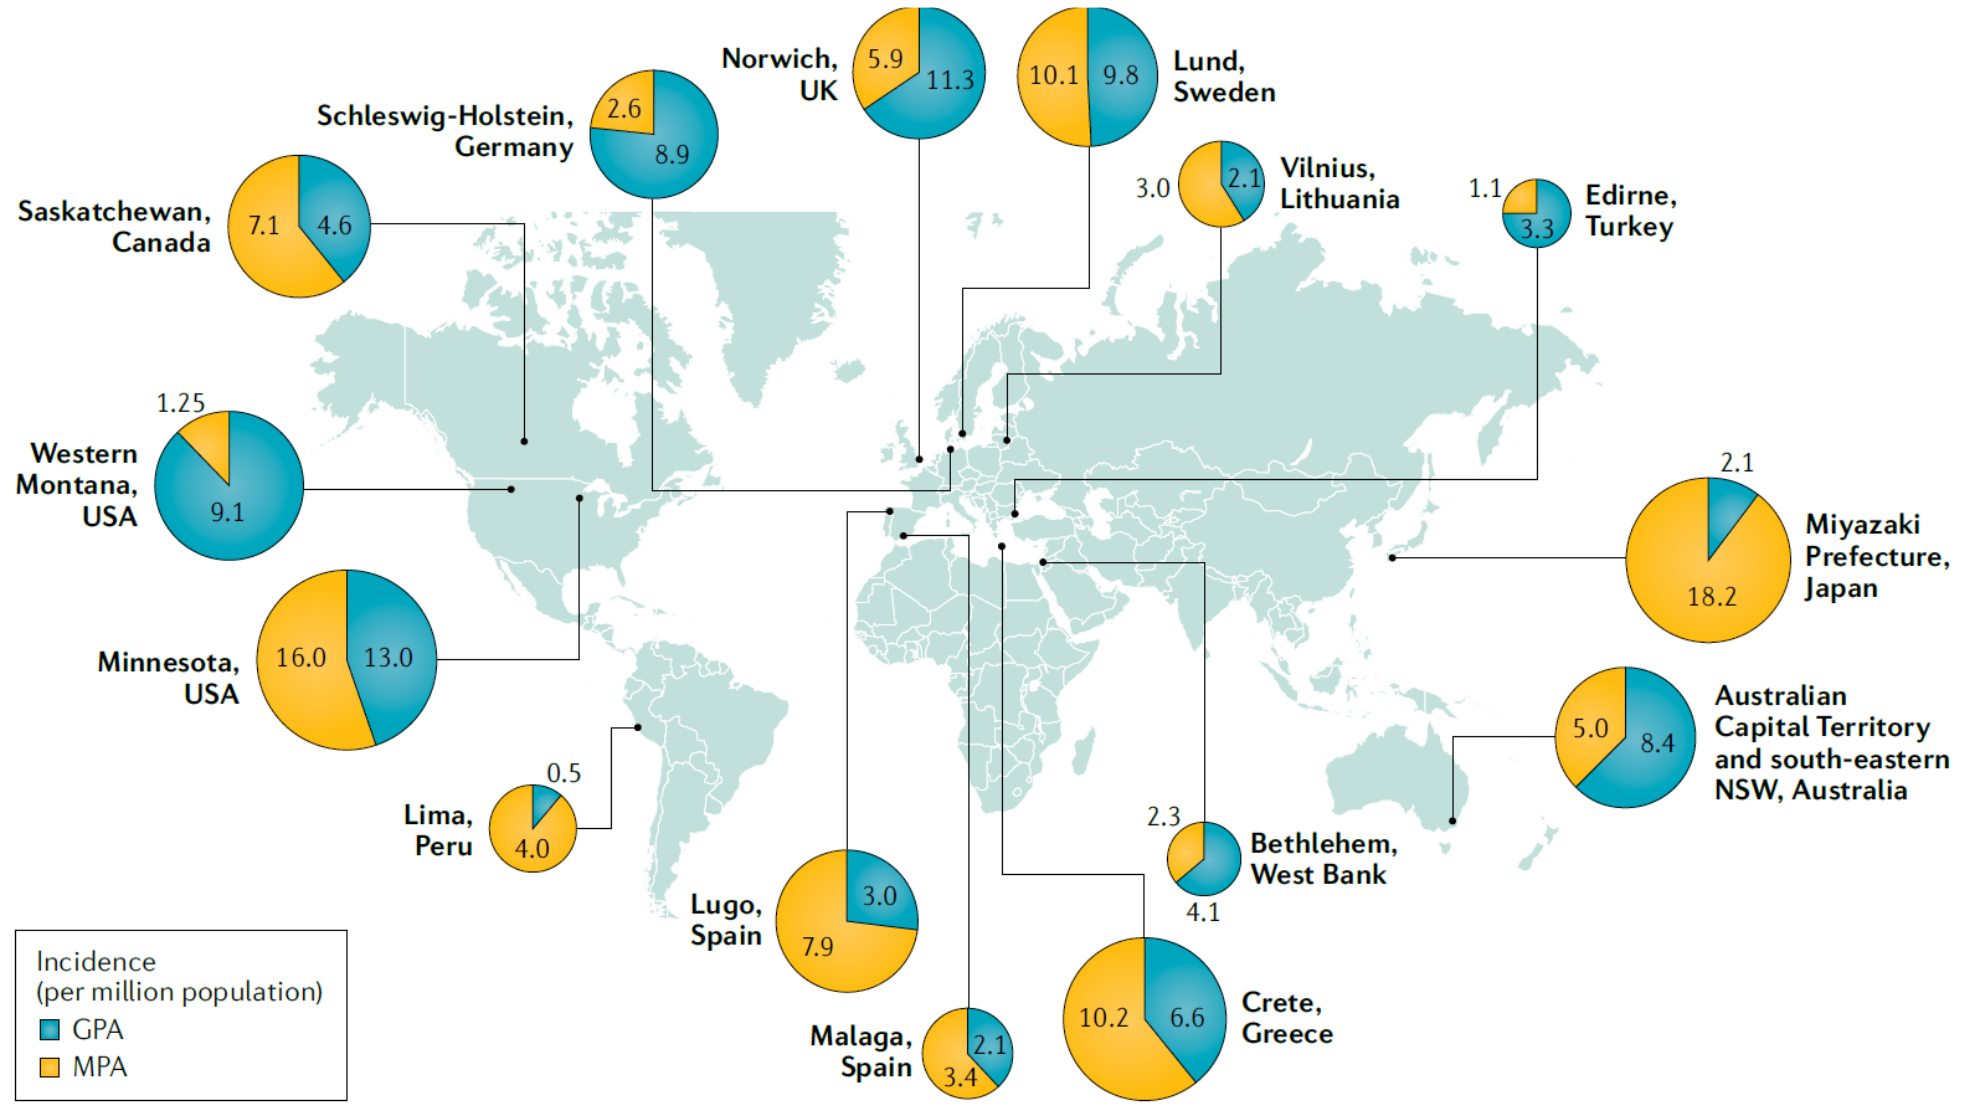 Norwich,
UK
5.9
11.3
10.1
9.8
Lund,
Sweden
Schleswig-Holstein,
Germany
2.6
8.9
3.0
2.1
Vilnius,
Lithuania
1.1
3.3
Edirne,
Turkey
Saskatchewan,
Canada
7.1
4.6
1.25
Western
Montana,
USA
9.1
2.1
18.2
Miyazaki
Prefecture,
Japan
Minnesota,
USA
16.0
13.0
5.0
8.4
Australian
Capital Territory
and south-eastern
NSW, Australia
Lima,
Peru
0.5
4.0
2.3
4.1
Bethlehem,
West Bank
Lugo,
Spain
3.0
7.9
Malaga,
Spain
2.1
3.4
10.2
6.6
Crete,
Greece
Incidence
(per million population)
GPA
MPA